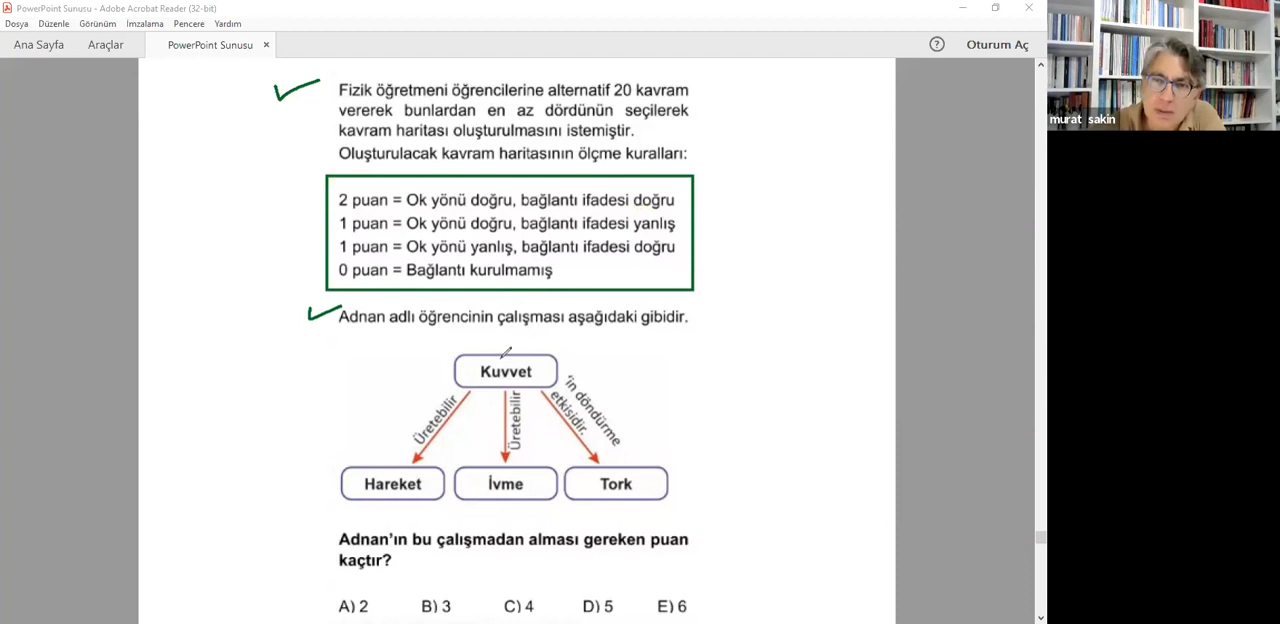 PowerPoint Sunusu - Adobe Acrobat Reader (32-bit)
Dosya Düzenle Görünüm İmzalama Pencere Yardım
Ana Sayfa Araçlar PowerPoint Sunusu × ? Oturum Aç
murat sakin
Fizik öğretmeni öğrencilerine alternatif 20 kavram
vererek bunlardan en az dördünün seçilerek
kavram haritası oluşturulmasını istemiştir.
Oluşturulacak kavram haritasının ölçme kuralları:
2 puan = Ok yönü doğru, bağlantı ifadesi doğru
1 puan = Ok yönü doğru, bağlantı ifadesi yanlış
1 puan = Ok yönü yanlış, bağlantı ifadesi doğru
0 puan = Bağlantı kurulmamış
Adnan adlı öğrencinin çalışması aşağıdaki gibidir.
Kuvvet
Üretebilir
Üretebilir
'in döndürme
etkisidir.
Hareket İvme Tork
Adnan'ın bu çalışmadan alması gereken puan
kaçtır?
A) 2 B) 3 C) 4 D) 5 E) 6